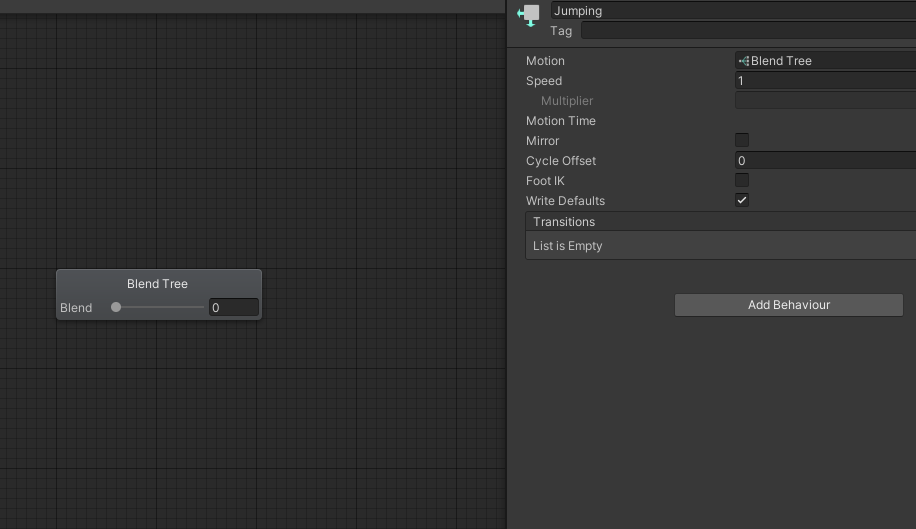 Blend Tree
Blend 0
Jumping
Tag
Motion Blend Tree
Speed 1
Multiplier
Motion Time
Mirror
Cycle Offset 0
Foot IK
Write Defaults
Transitions
List is Empty
Add Behaviour